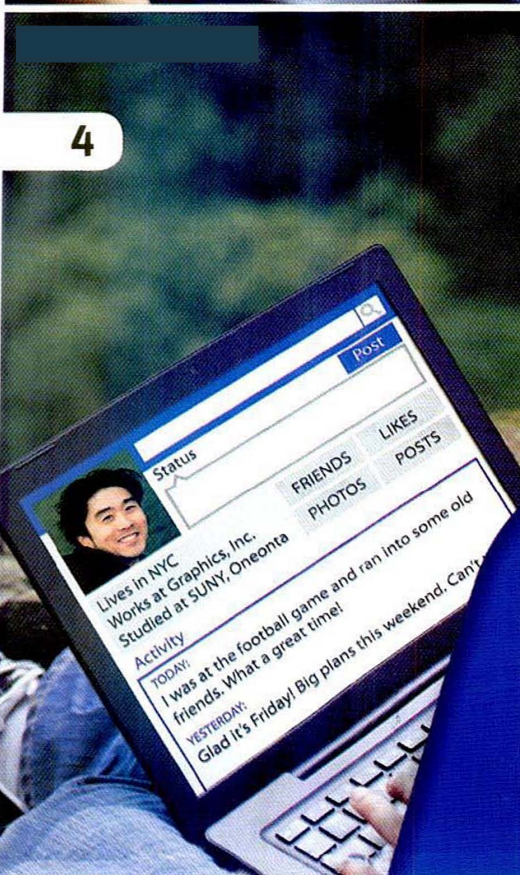 4
Post
Status
FRIENDS LIKES
PHOTOS POSTS
Lives in NYC
Works at Graphics, Inc.
Studied at SUNY, Oneonta
Activity
TODAY:
I was at the football game and ran into some old
friends. What a great time!
YESTERDAY:
Glad it's Friday! Big plans this weekend. Can't